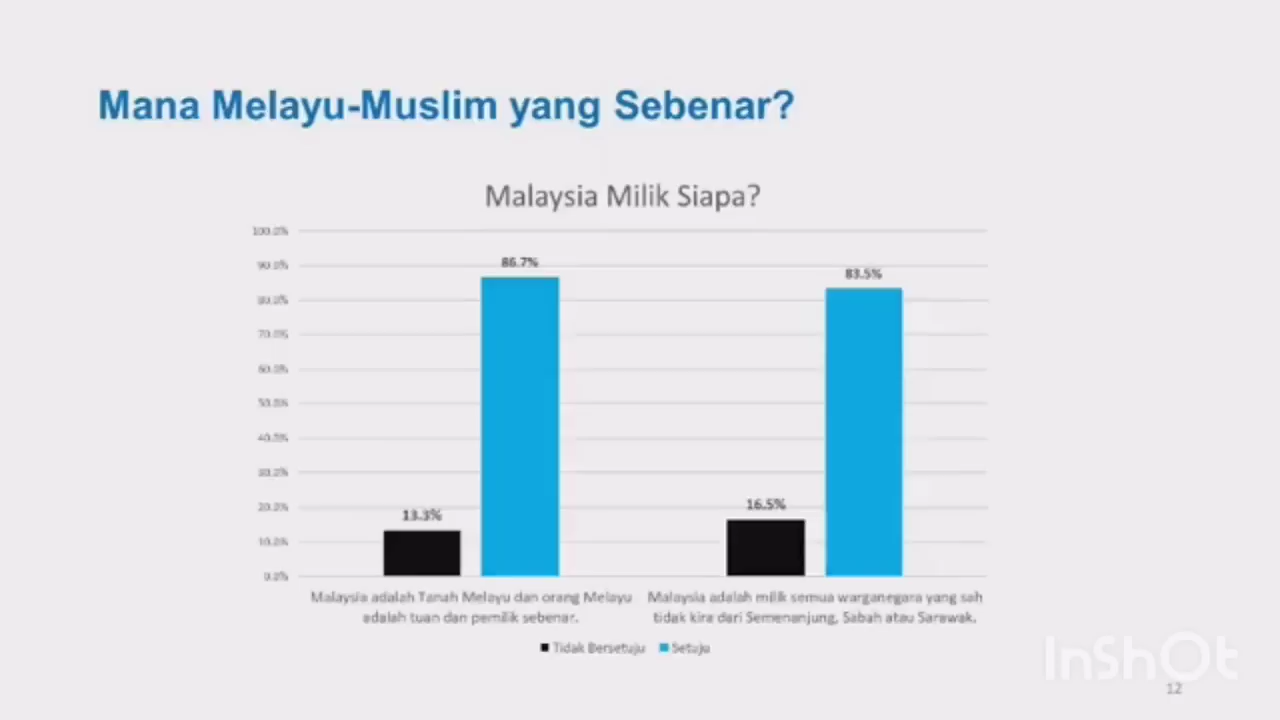 Mana Melayu-Muslim yang Sebenar?
Malaysia Milik Siapa?
100.0%
90.0%
80.0%
70.0%
60.0%
50.0%
40.0%
30.0%
20.0%
10.0%
0.0%
13.3%
86.7%
16.5%
83.5%
Malaysia adalah Tanah Melayu dan orang Melayu
adalah tuan dan pemilik sebenar.
Malaysia adalah milik semua warganegara yang sah
tidak kira dari Semenanjung, Sabah atau Sarawak.
Tidak Bersetuju
Setuju
InShOt
12